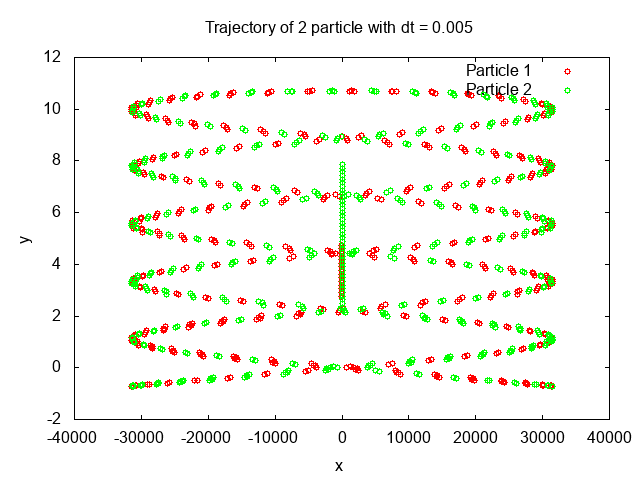 Trajectory of 2 particle with dt = 0.005
12
10
8
6
4
2
0
-2
y
Particle 1
Particle 2
-40000 -30000 -20000 -10000 0 10000 20000 30000 40000
x